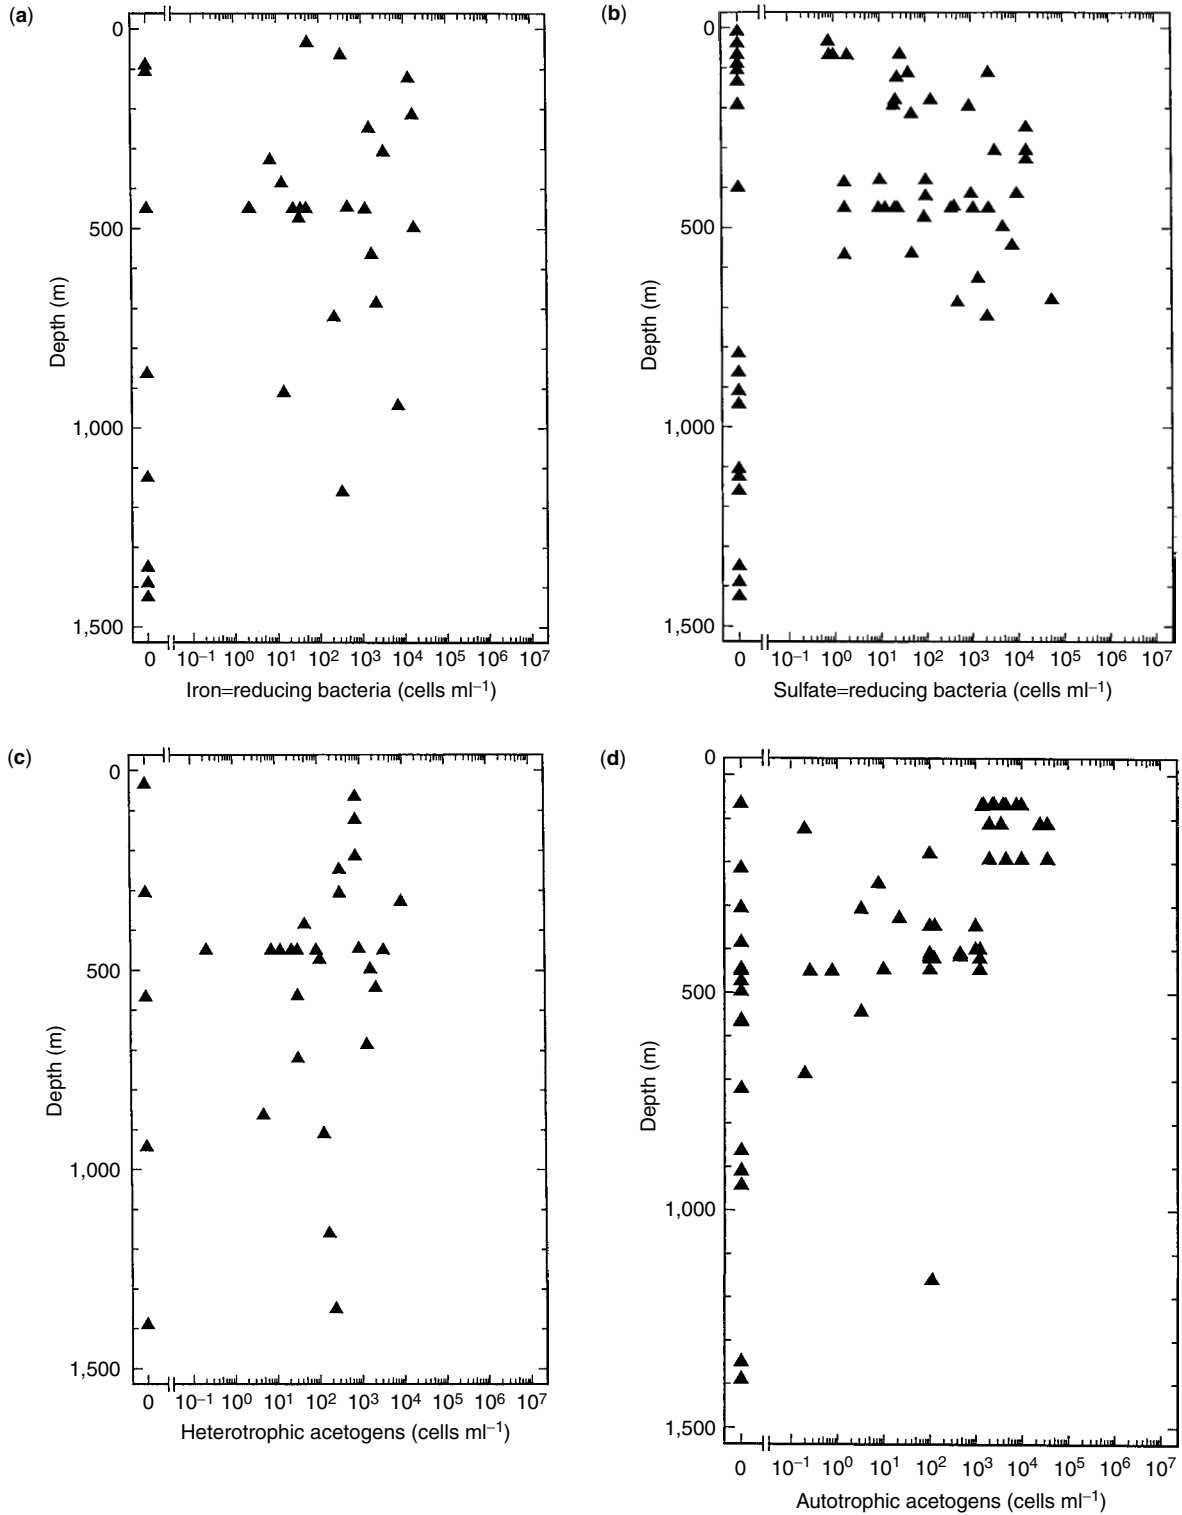 (a)
0
500
1,000
1,500
Depth (m)
0 10−1 100 101 102 103 104 105 106 107
Iron=reducing bacteria (cells ml−1)
(b)
0
500
1,000
1,500
Depth (m)
0 10−1 100 101 102 103 104 105 106 107
Sulfate=reducing bacteria (cells ml−1)
(c)
0
500
1,000
1,500
Depth (m)
0 10−1 100 101 102 103 104 105 106 107
Heterotrophic acetogens (cells ml−1)
(d)
0
500
1,000
1,500
Depth (m)
0 10−1 100 101 102 103 104 105 106 107
Autotrophic acetogens (cells ml−1)